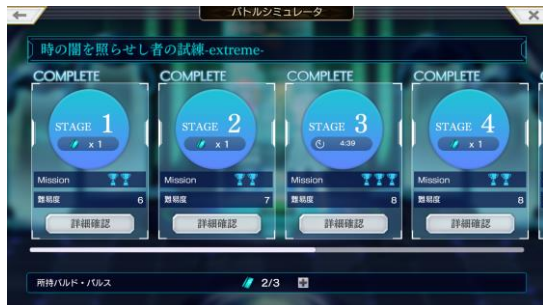 バトルシミュレータ
時の闇を照らせし者の試練-extreme-
COMPLETE COMPLETE COMPLETE COMPLETE
STAGE 1 STAGE 2 STAGE 3 STAGE 4
x 1 x 1 4:39 x 1
Mission Mission Mission Mission
難易度 6 難易度 7 難易度 8 難易度 8
詳細確認 詳細確認 詳細確認 詳細確認
所持バルド・パルス 2/3